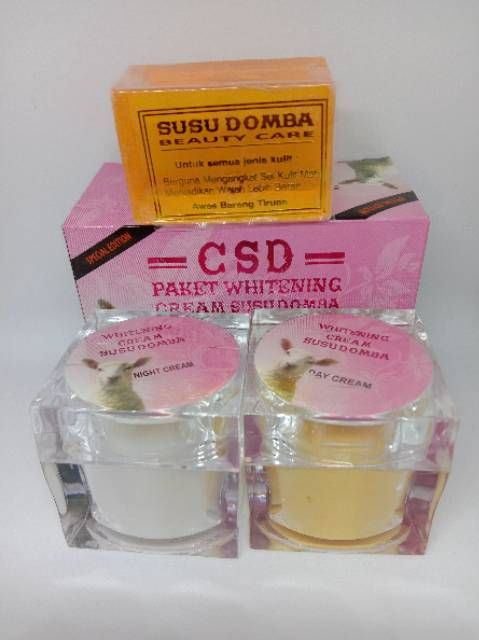 SUSU DOMBA
BEAUTY CARE
Untuk semua jenis kulit
Berguna Mengangkat Sel Kulit Mati
Menjadikan Wajah Lebih Bersih
Awas Barang Tiruan
SPECIAL EDITION
CSD
PAKET WHITENING
CREAM SUSU DOMBA
WHITENING
CREAM
SUSU DOMBA
NIGHT CREAM
WHITENING
CREAM
SUSU DOMBA
DAY CREAM